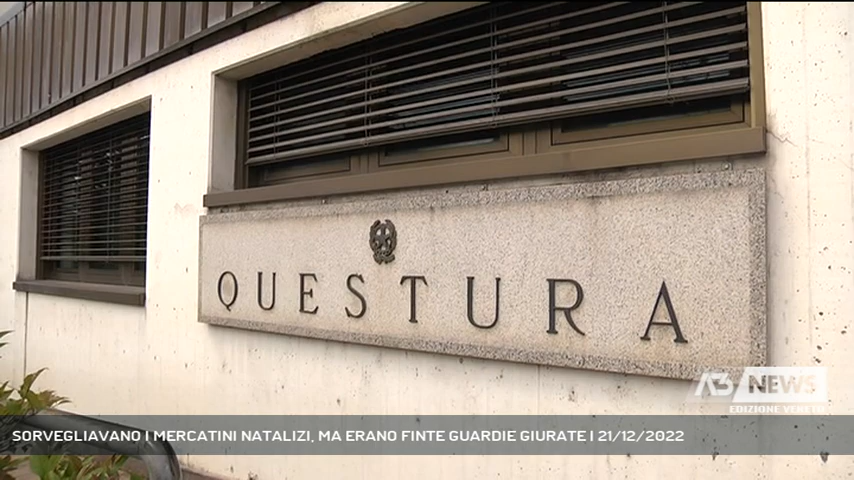 QUESTURA
A3 NEWS
EDIZIONE VENETO
SORVEGLIAVANO I MERCATINI NATALIZI, MA ERANO FINTE GUARDIE GIURATE | 21/12/2022